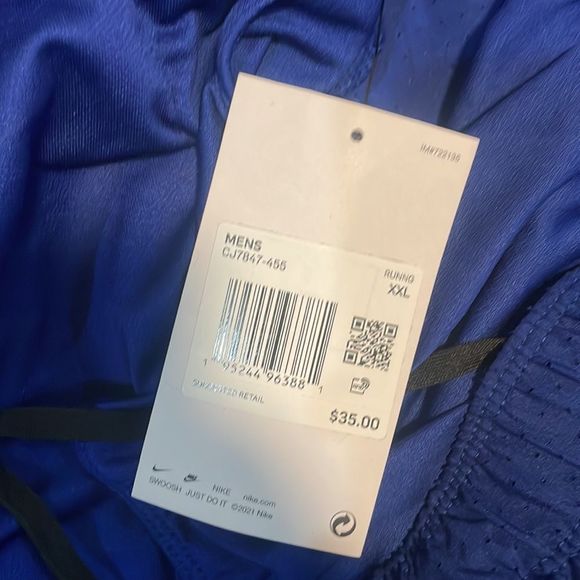 IM#722195
MENS
CJ7847-455
RUNNG
XXL
1 95244 96388 1
SUGGESTED RETAIL
$35.00
NIKE nike.com
SWOOSH JUST DO IT ©2021 Nike